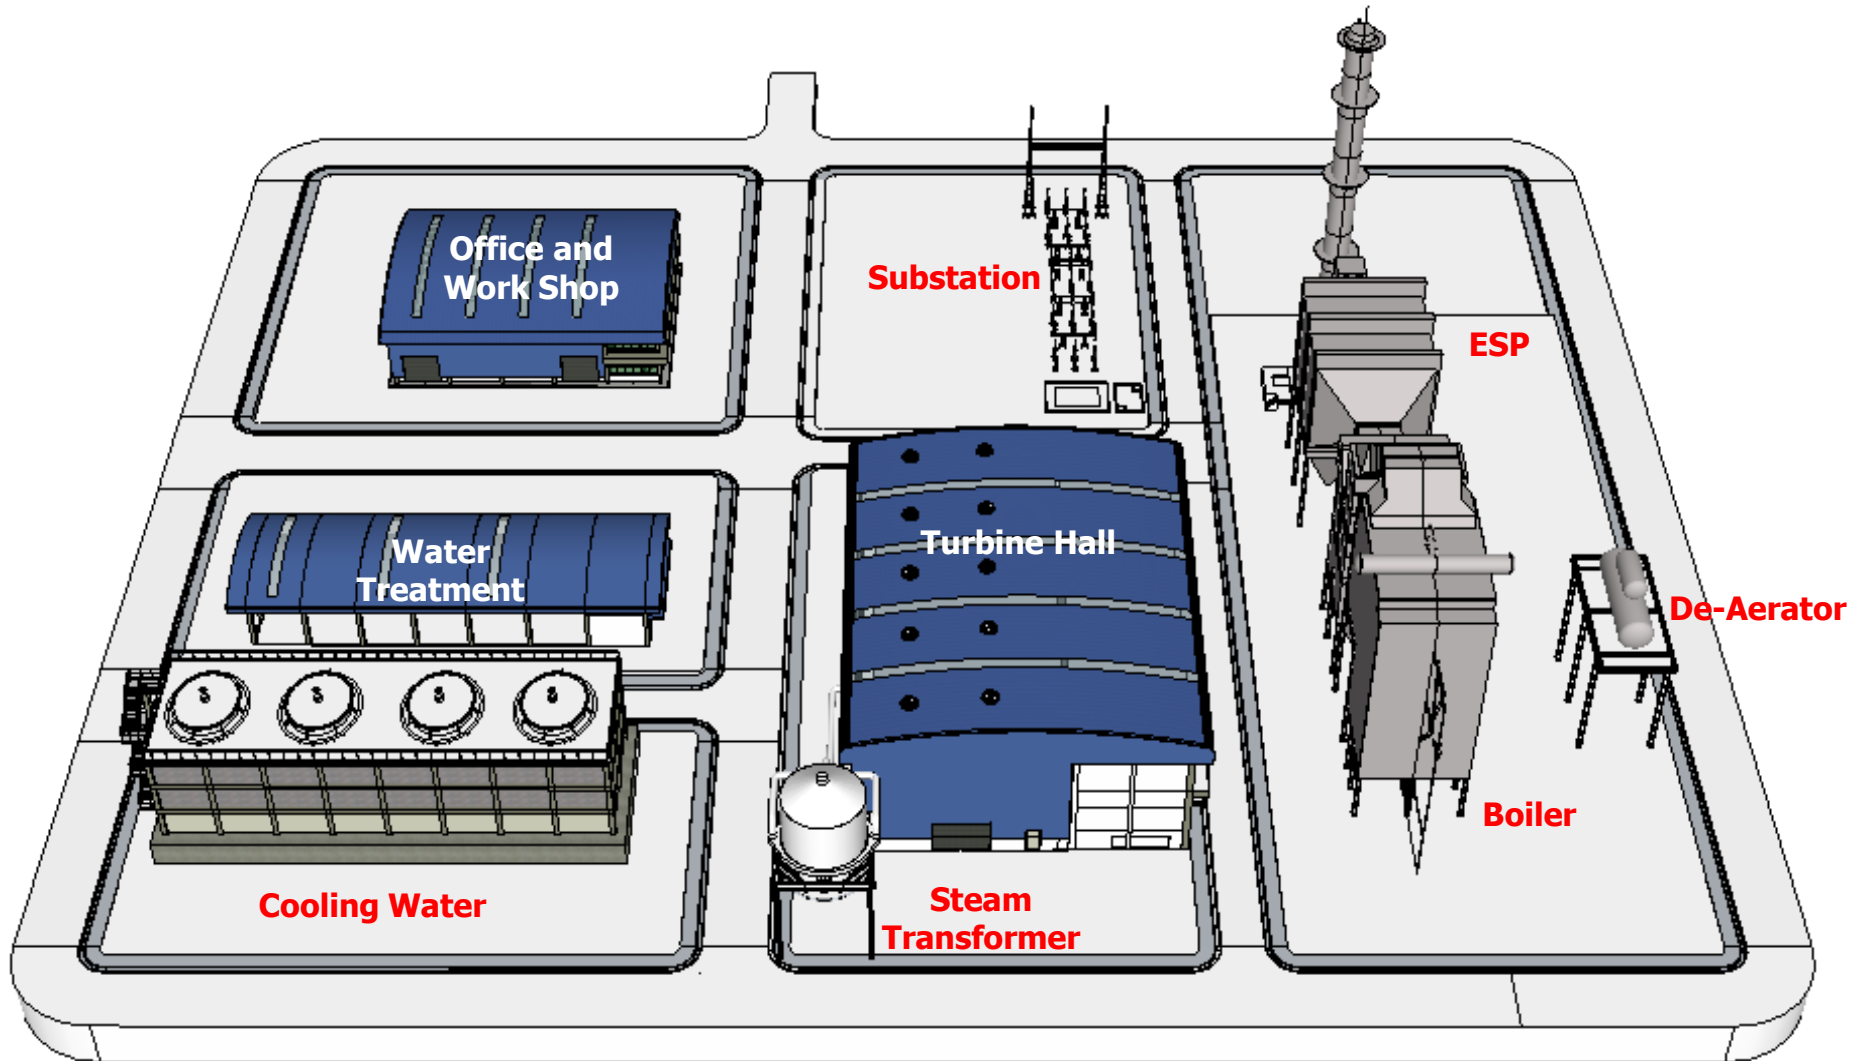 Office and
Work Shop
Substation
ESP
Water
Treatment
Turbine Hall
De-Aerator
Boiler
Cooling Water
Steam
Transformer